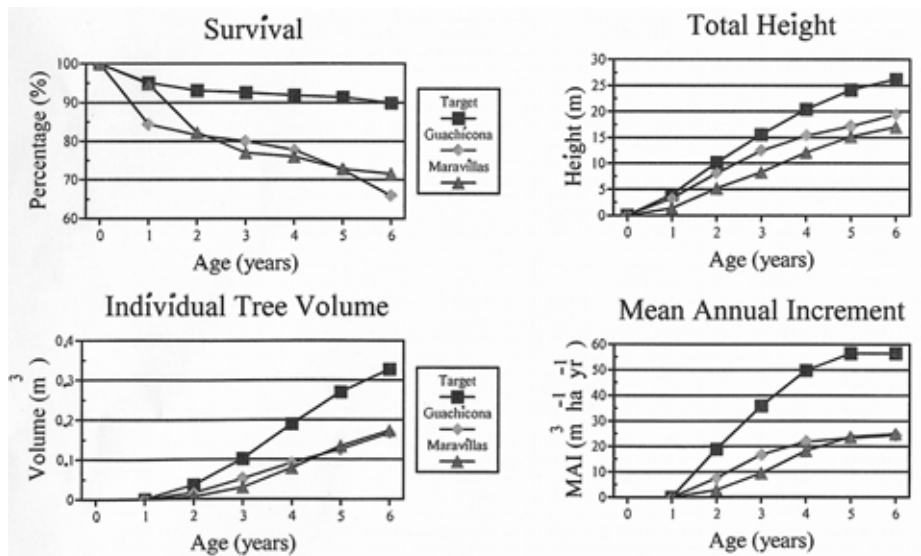 Survival
100
90
80
70
60
Percentage (%)
0 1 2 3 4 5 6
Age (years)
Target
Guachicona
Maravillas
Total Height
30
25
20
15
10
5
0
Height (m)
0 1 2 3 4 5 6
Age (years)
Individual Tree Volume
0,4
0,3
0,2
0,1
0
Volume (m³)
0 1 2 3 4 5 6
Age (years)
Target
Guachicona
Maravillas
Mean Annual Increment
60
50
40
30
20
10
0
MAI (m³ ha⁻¹ yr⁻¹)
0 1 2 3 4 5 6
Age (years)